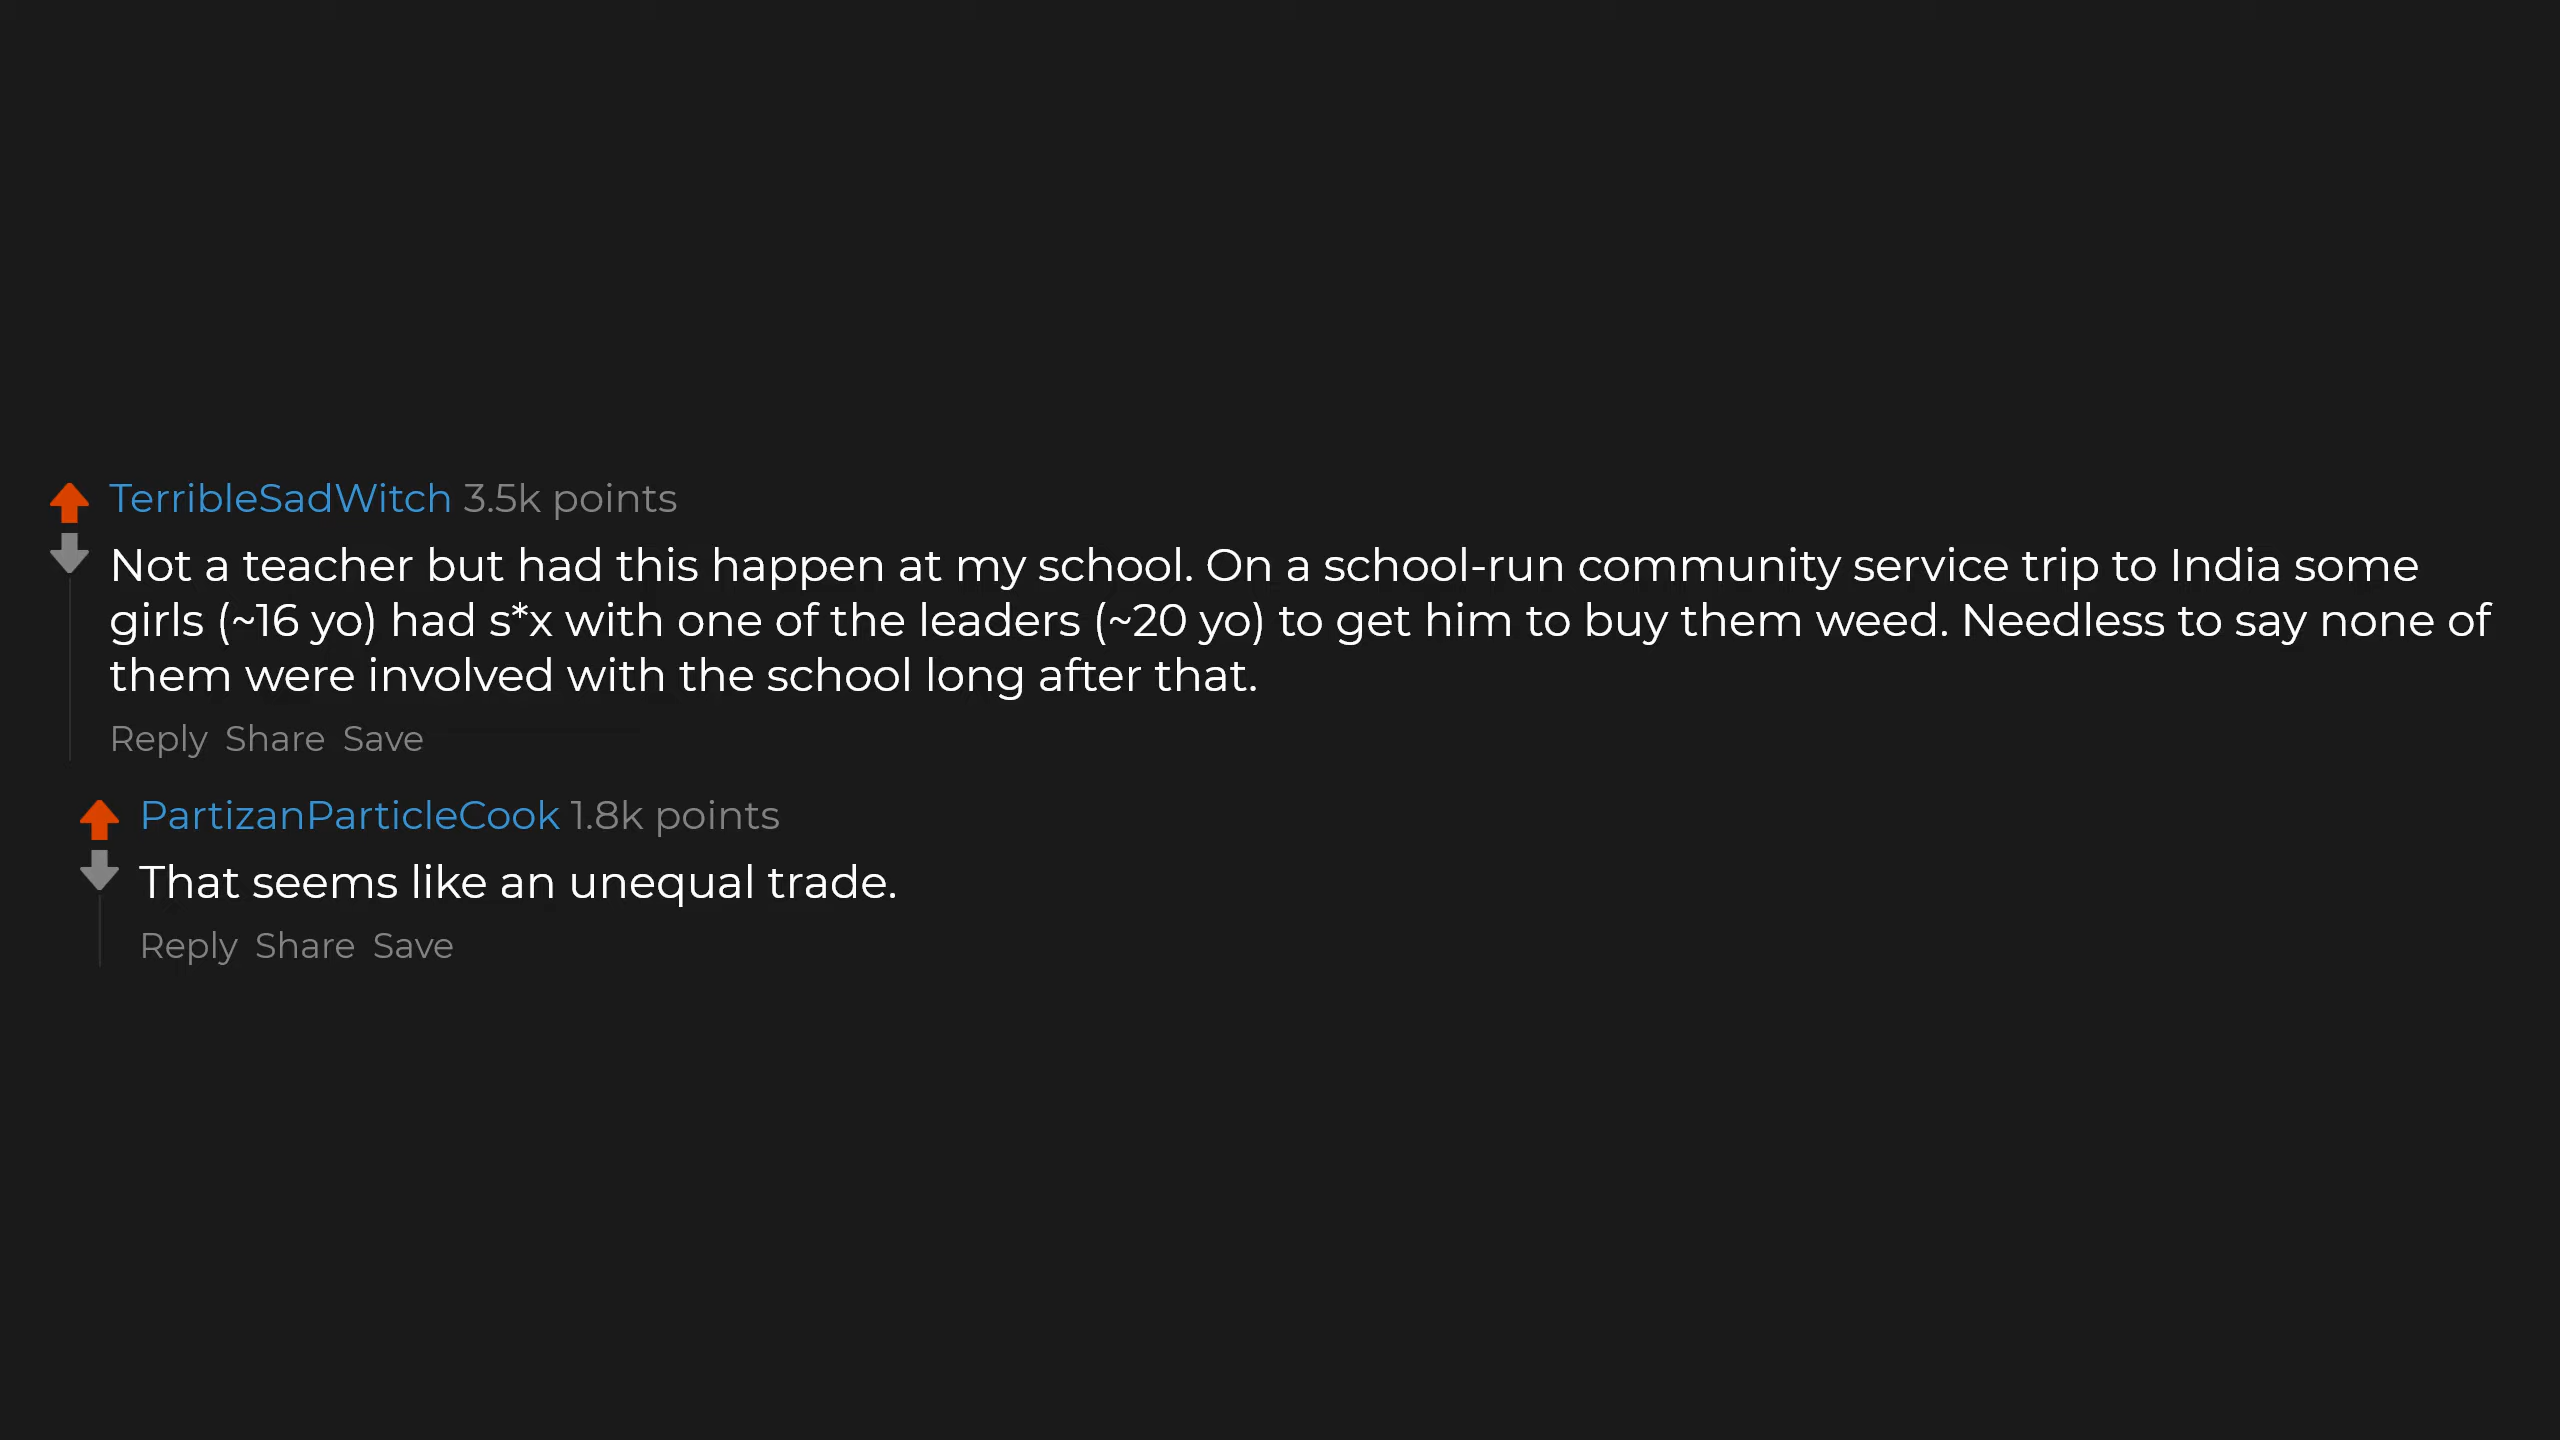 TerribleSadWitch 3.5k points
Not a teacher but had this happen at my school. On a school-run community service trip to India some
girls (~16 yo) had s*x with one of the leaders (~20 yo) to get him to buy them weed. Needless to say none of
them were involved with the school long after that.
Reply Share Save
PartizanParticleCook 1.8k points
That seems like an unequal trade.
Reply Share Save